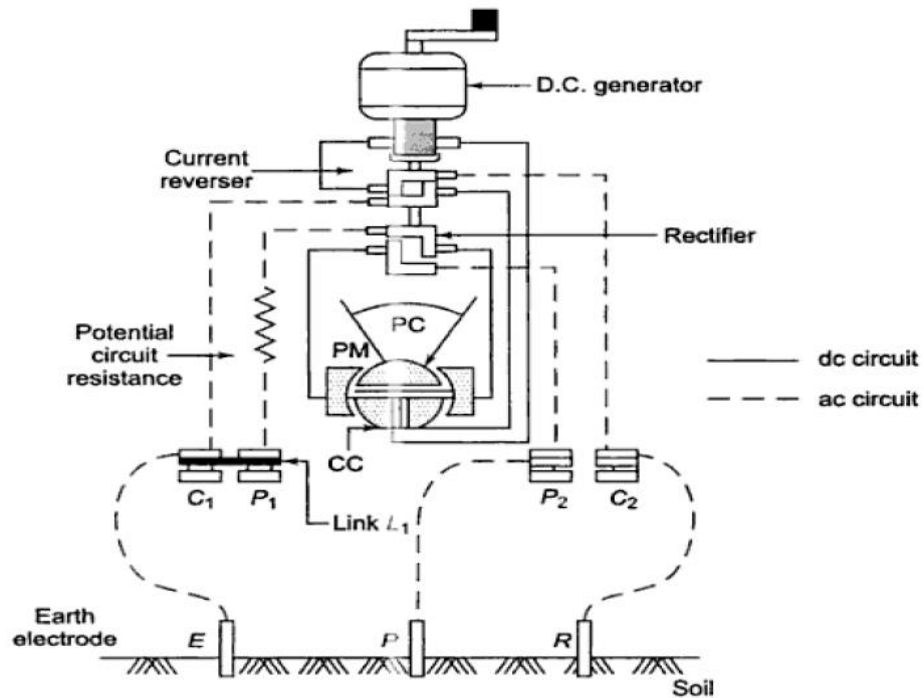 D.C. generator
Current
reverser
Rectifier
Potential
circuit
resistance
PC
PM
dc circuit
ac circuit
CC
C1
P1
P2
C2
Link L1
Earth
electrode
E
P
R
Soil